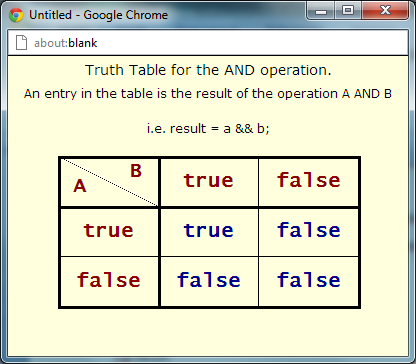 Untitled - Google Chrome
about:blank
Truth Table for the AND operation.
An entry in the table is the result of the operation A AND B
i.e. result = a && b;
A B true false
true true false
false false false